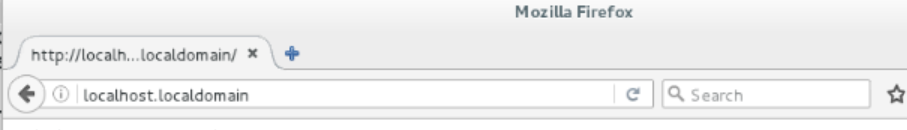 Mozilla Firefox
http://localh...localdomain/
localhost.localdomain
Search